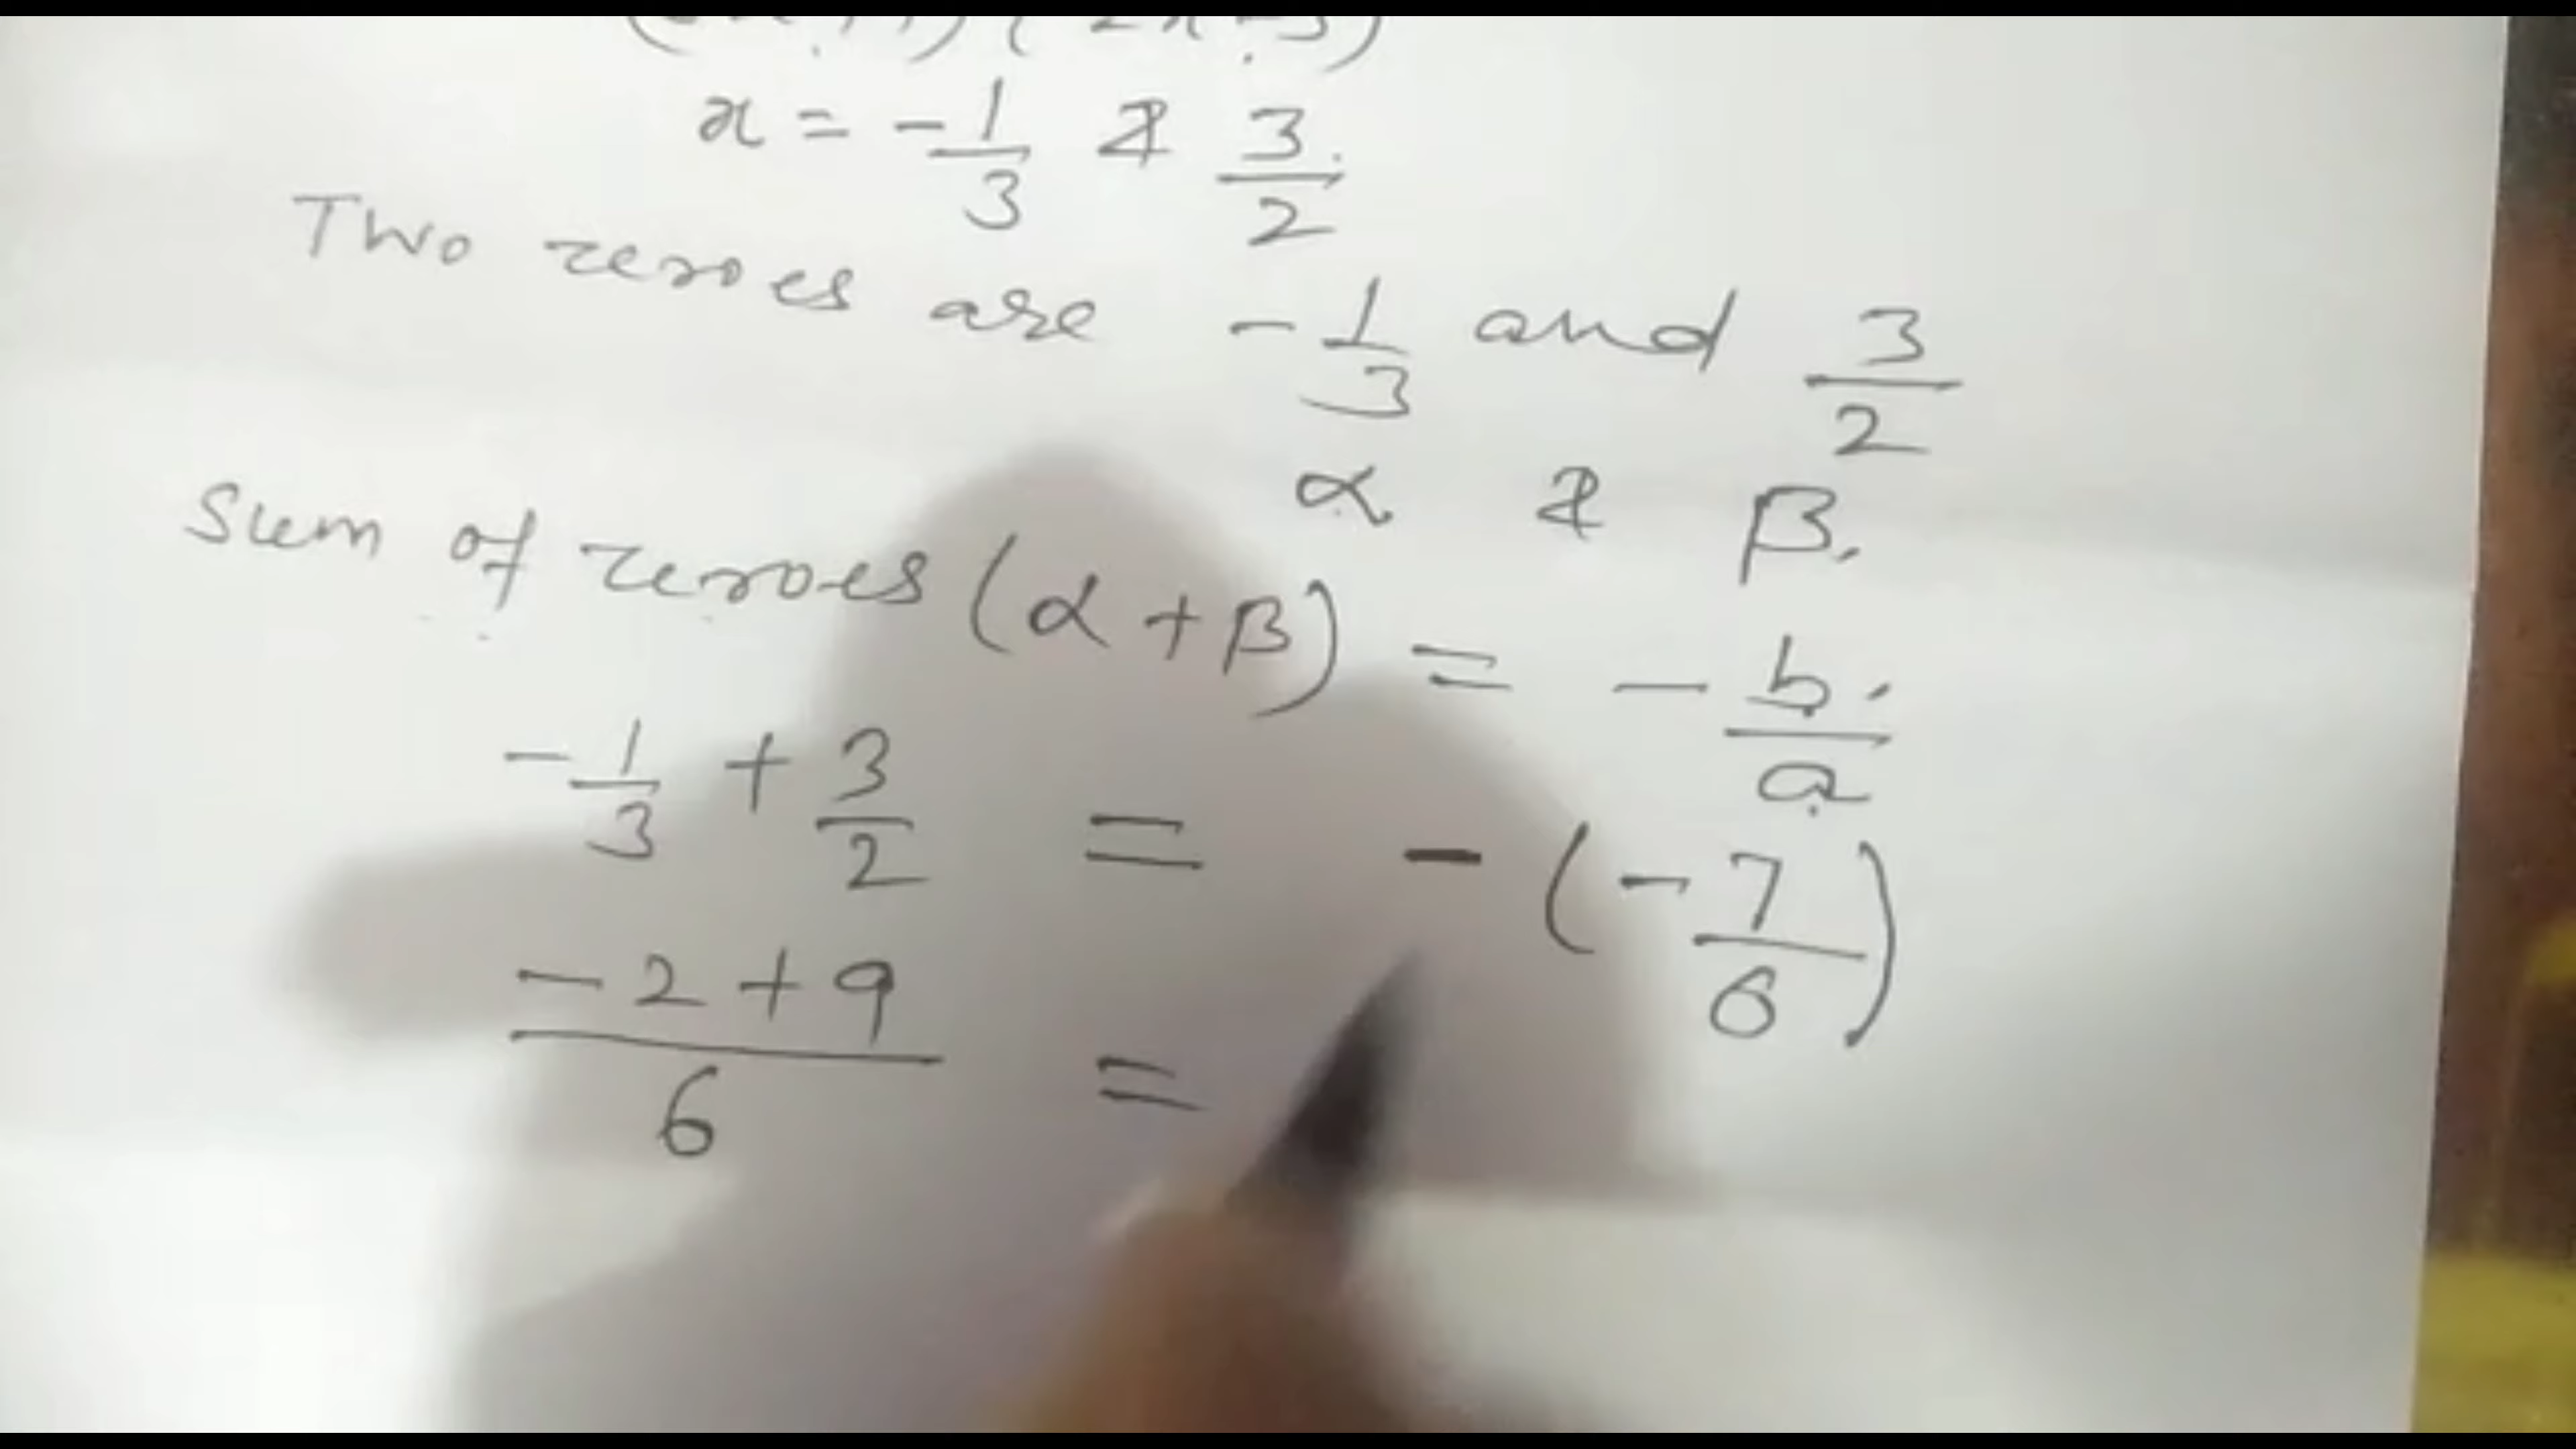 x = -1/3 & 3/2
Two zeroes are -1/3 and 3/2
α & β.
Sum of zeroes (α + β) = -b/a
-1/3 + 3/2 = -(-7/6)
-2+9/6 =